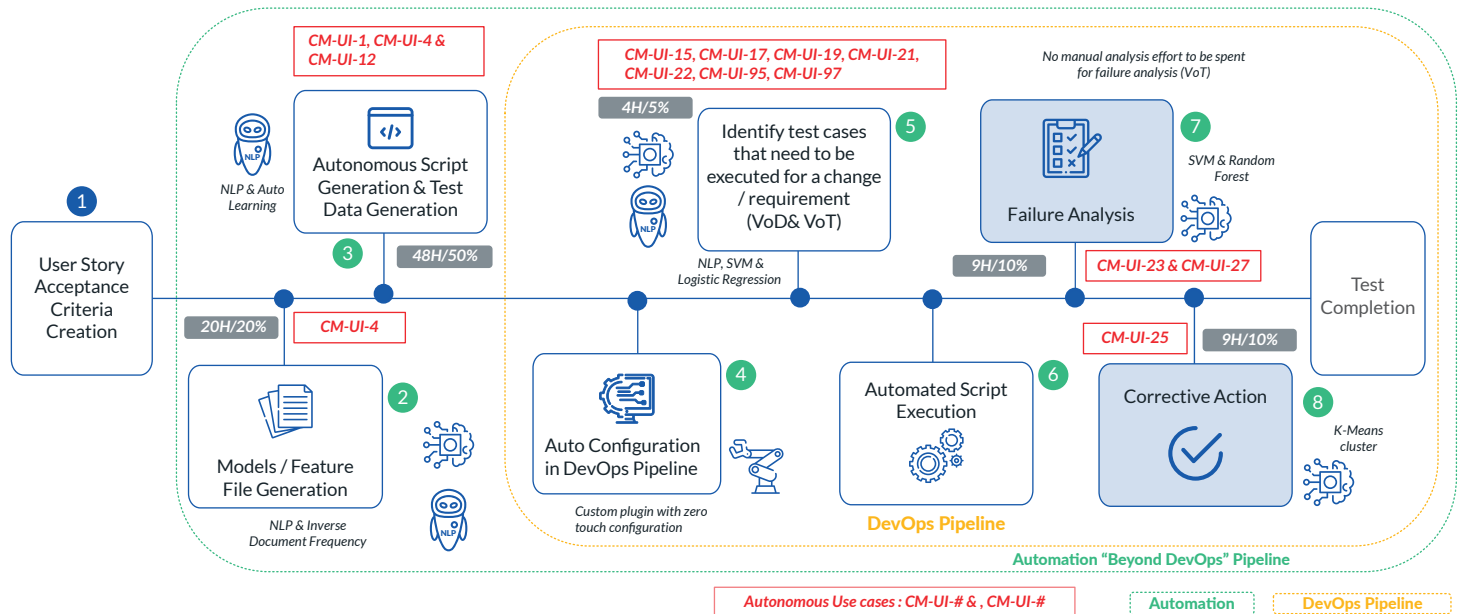 1
User Story
Acceptance
Criteria
Creation
CM-UI-1, CM-UI-4 &
CM-UI-12
NLP
NLP & Auto
Learning
Autonomous Script
Generation & Test
Data Generation
3
48H/50%
20H/20%
CM-UI-4
2
Models / Feature
File Generation
NLP
NLP & Inverse
Document Frequency
CM-UI-15, CM-UI-17, CM-UI-19, CM-UI-21,
CM-UI-22, CM-UI-95, CM-UI-97
4H/5%
NLP
5
Identify test cases
that need to be
executed for a change
/ requirement
(VoD& VoT)
NLP, SVM &
Logistic Regression
4
Auto Configuration
in DevOps Pipeline
Custom plugin with zero
touch configuration
6
Automated Script
Execution
DevOps Pipeline
No manual analysis effort to be spent
for failure analysis (VoT)
7
Failure Analysis
SVM & Random
Forest
9H/10%
CM-UI-23 & CM-UI-27
CM-UI-25
9H/10%
8
Corrective Action
K-Means
cluster
Test
Completion
Automation “Beyond DevOps” Pipeline
Autonomous Use cases : CM-UI-# & , CM-UI-#
Automation
DevOps Pipeline